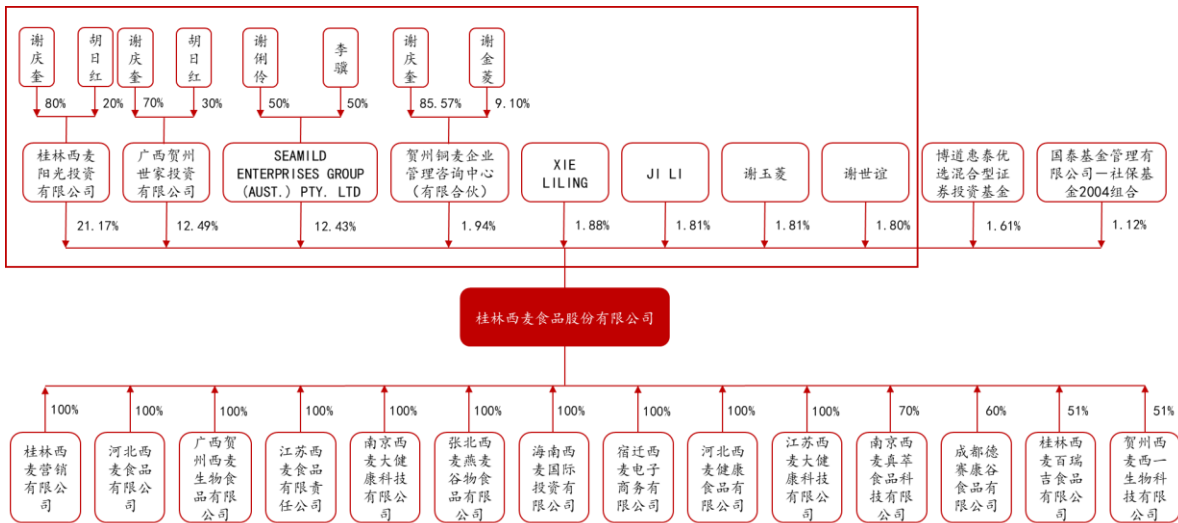 谢
庆
奎
胡
日
红
谢
庆
奎
胡
日
红
谢
俐
伶
李
骥
谢
庆
奎
谢
金
菱
80%
20%
70%
30%
50%
50%
85.57%
9.10%
桂林西麦
阳光投资
有限公司
广西贺州
世家投资
有限公司
SEAMILD
ENTERPRISES GROUP
(AUST.) PTY. LTD
贺州铜麦企业
管理咨询中心
（有限合伙）
XIE
LILING
JI LI
谢玉菱
谢世谊
博道惠泰优
选混合型证
券投资基金
国泰基金管理有
限公司－社保基
金2004组合
21.17%
12.49%
12.43%
1.94%
1.88%
1.81%
1.81%
1.80%
1.61%
1.12%
桂林西麦食品股份有限公司
100%
100%
100%
100%
100%
100%
100%
100%
100%
100%
70%
60%
51%
51%
桂林西
麦营销
有限公
司
河北西
麦食品
有限公
司
广西贺
州西麦
生物食
品有限
公司
江苏西
麦食品
有限责
任公司
南京西
麦大健
康科技
有限公
司
张北西
麦燕麦
谷物食
品有限
公司
海南西
麦国际
投资有
限公司
宿迁西
麦电子
商务有
限公司
河北西
麦健康
食品有
限公司
江苏西
麦大健
康科技
有限公
司
南京西
麦真萃
食品科
技有限
公司
成都德
赛康谷
食品有
限公司
桂林西
麦百瑞
吉食品
有限公
司
贺州西
麦西一
生物科
技有限
公司